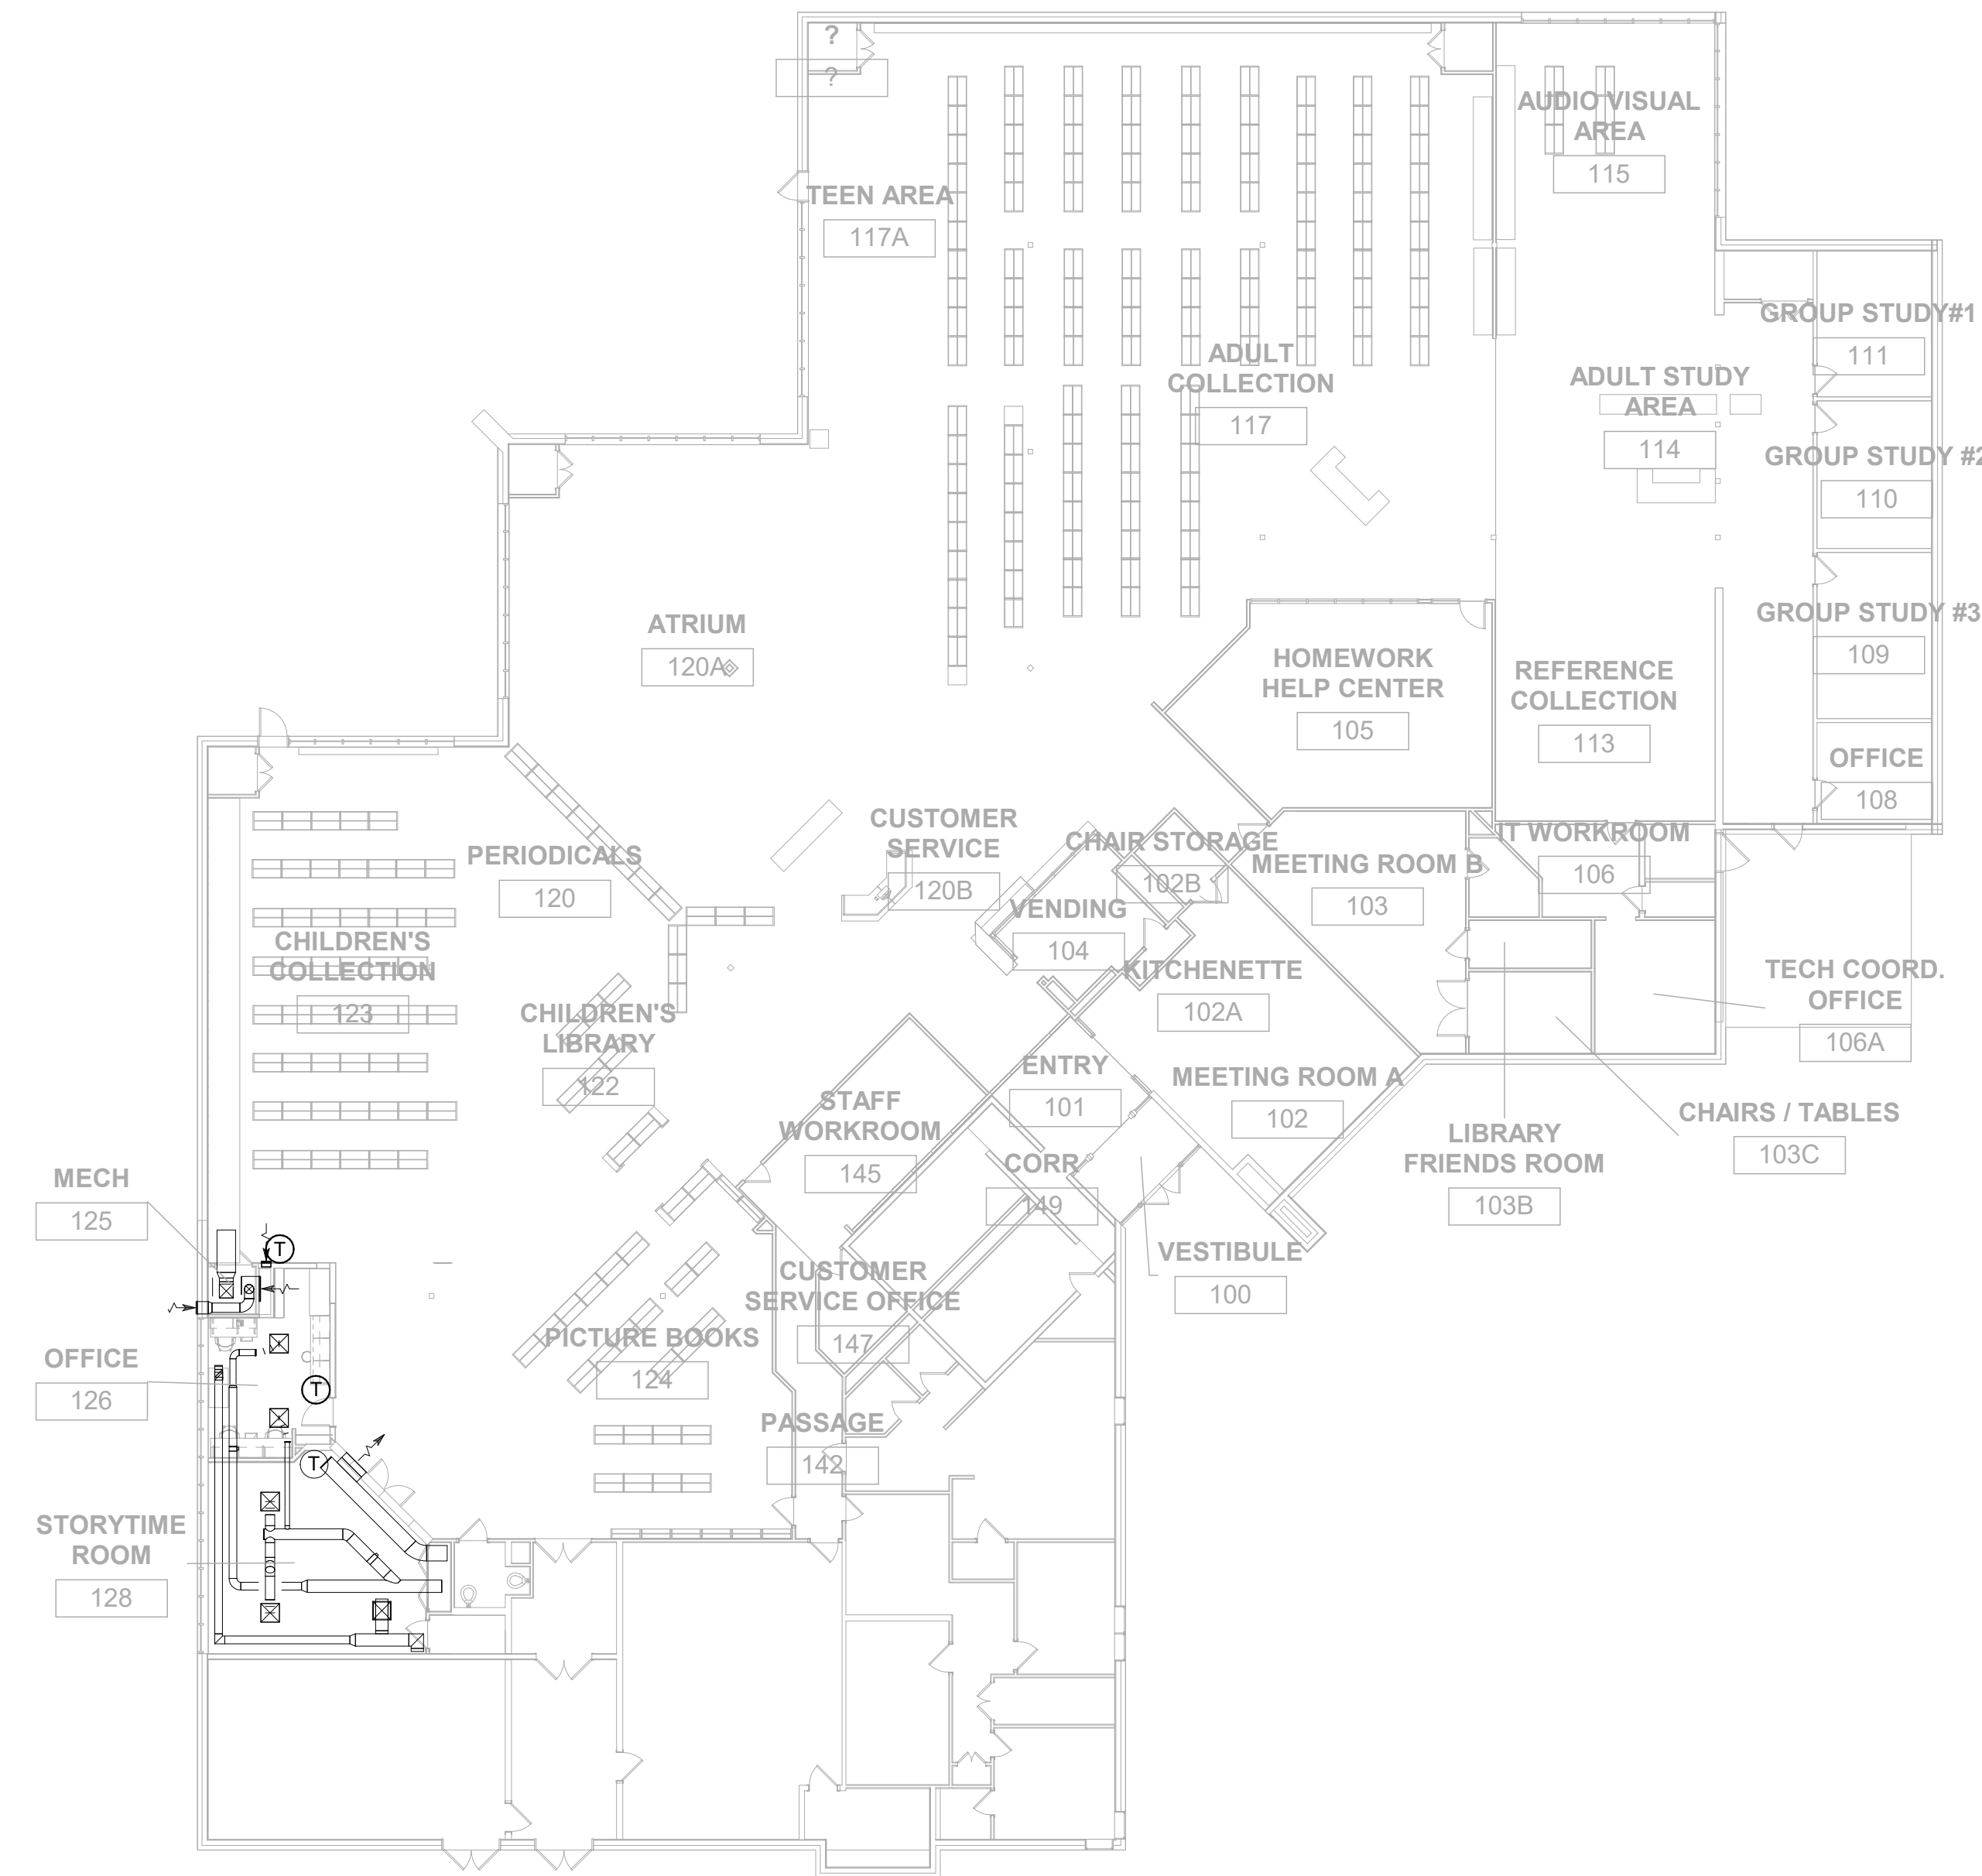 ?
?
AUDIO VISUAL
AREA
115
TEEN AREA
117A
GROUP STUDY#1
111
ADULT
COLLECTION
117
ADULT STUDY
AREA
114
GROUP STUDY #2
110
ATRIUM
120A
HOMEWORK
HELP CENTER
105
REFERENCE
COLLECTION
113
GROUP STUDY #3
109
OFFICE
108
CUSTOMER
SERVICE
120B
CHAIR STORAGE
102B
MEETING ROOM B
103
IT WORKROOM
106
PERIODICALS
120
VENDING
104
CHILDREN'S
COLLECTION
123
KITCHENETTE
102A
TECH COORD.
OFFICE
106A
CHILDREN'S
LIBRARY
122
ENTRY
101
MEETING ROOM A
102
STAFF
WORKROOM
145
CHAIRS / TABLES
103C
LIBRARY
FRIENDS ROOM
103B
CORR
149
MECH
125
T
VESTIBULE
100
CUSTOMER
SERVICE OFFICE
147
PICTURE BOOKS
124
OFFICE
126
T
PASSAGE
142
T
STORYTIME
ROOM
128